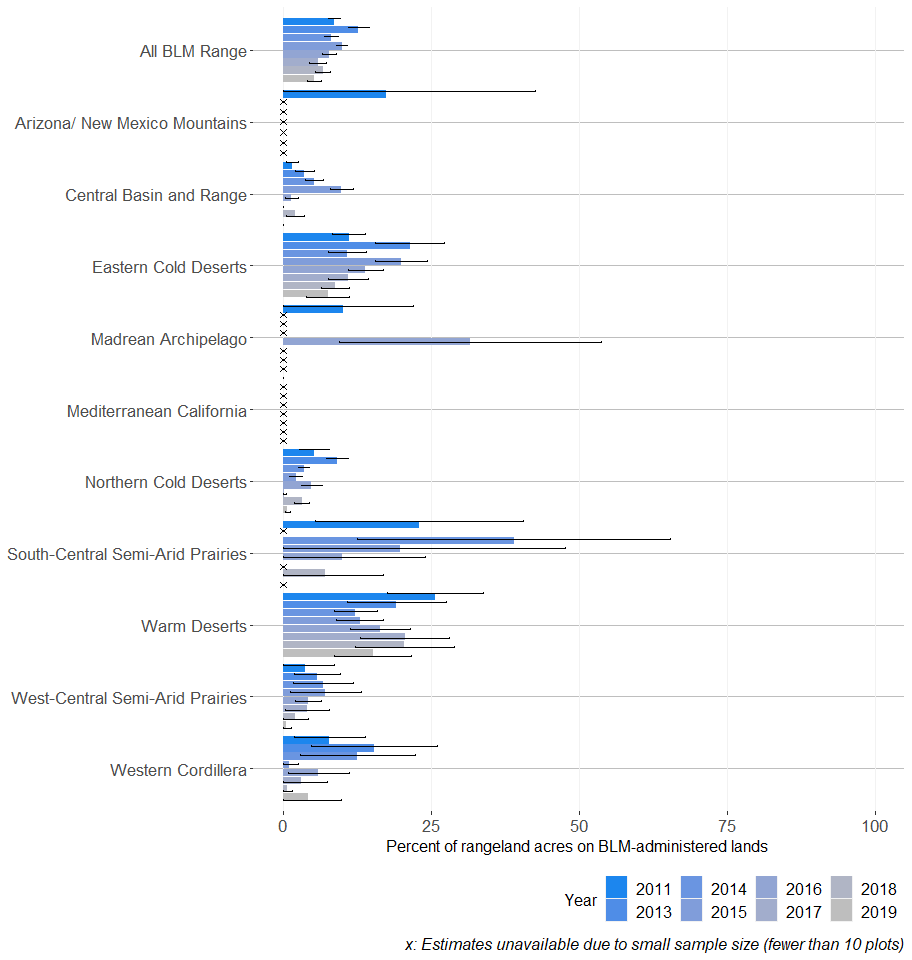 All BLM Range
Arizona/ New Mexico Mountains
Central Basin and Range
Eastern Cold Deserts
Madrean Archipelago
Mediterranean California
Northern Cold Deserts
South-Central Semi-Arid Prairies
Warm Deserts
West-Central Semi-Arid Prairies
Western Cordillera
0 25 50 75 100
Percent of rangeland acres on BLM-administered lands
Year
2011 2014 2016 2018
2013 2015 2017 2019
x: Estimates unavailable due to small sample size (fewer than 10 plots)